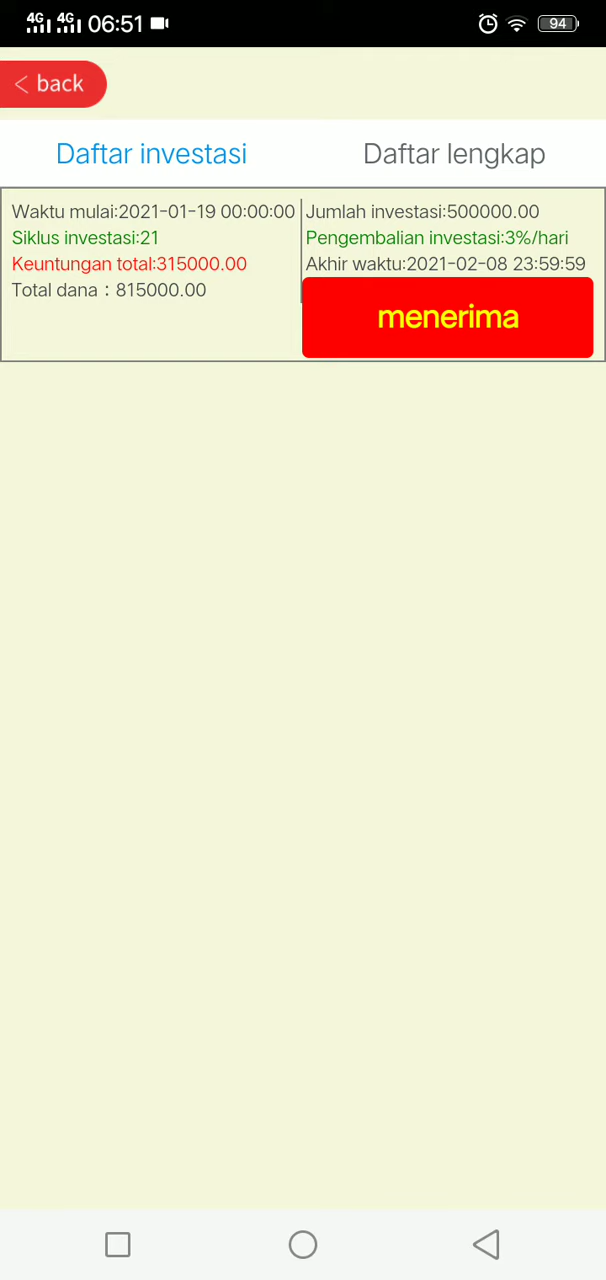 4G 4G 06:51 94
< back
Daftar investasi Daftar lengkap
Waktu mulai:2021-01-19 00:00:00 Jumlah investasi:500000.00
Siklus investasi:21 Pengembalian investasi:3%/hari
Keuntungan total:315000.00 Akhir waktu:2021-02-08 23:59:59
Total dana：815000.00
menerima